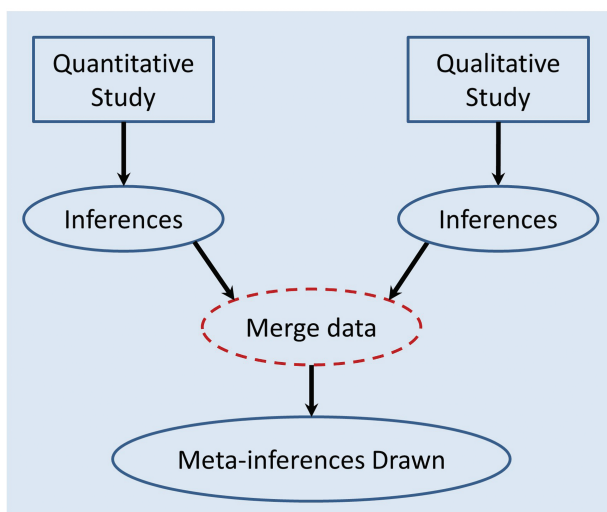 Quantitative
Study
Qualitative
Study
Inferences
Inferences
Merge data
Meta-inferences Drawn